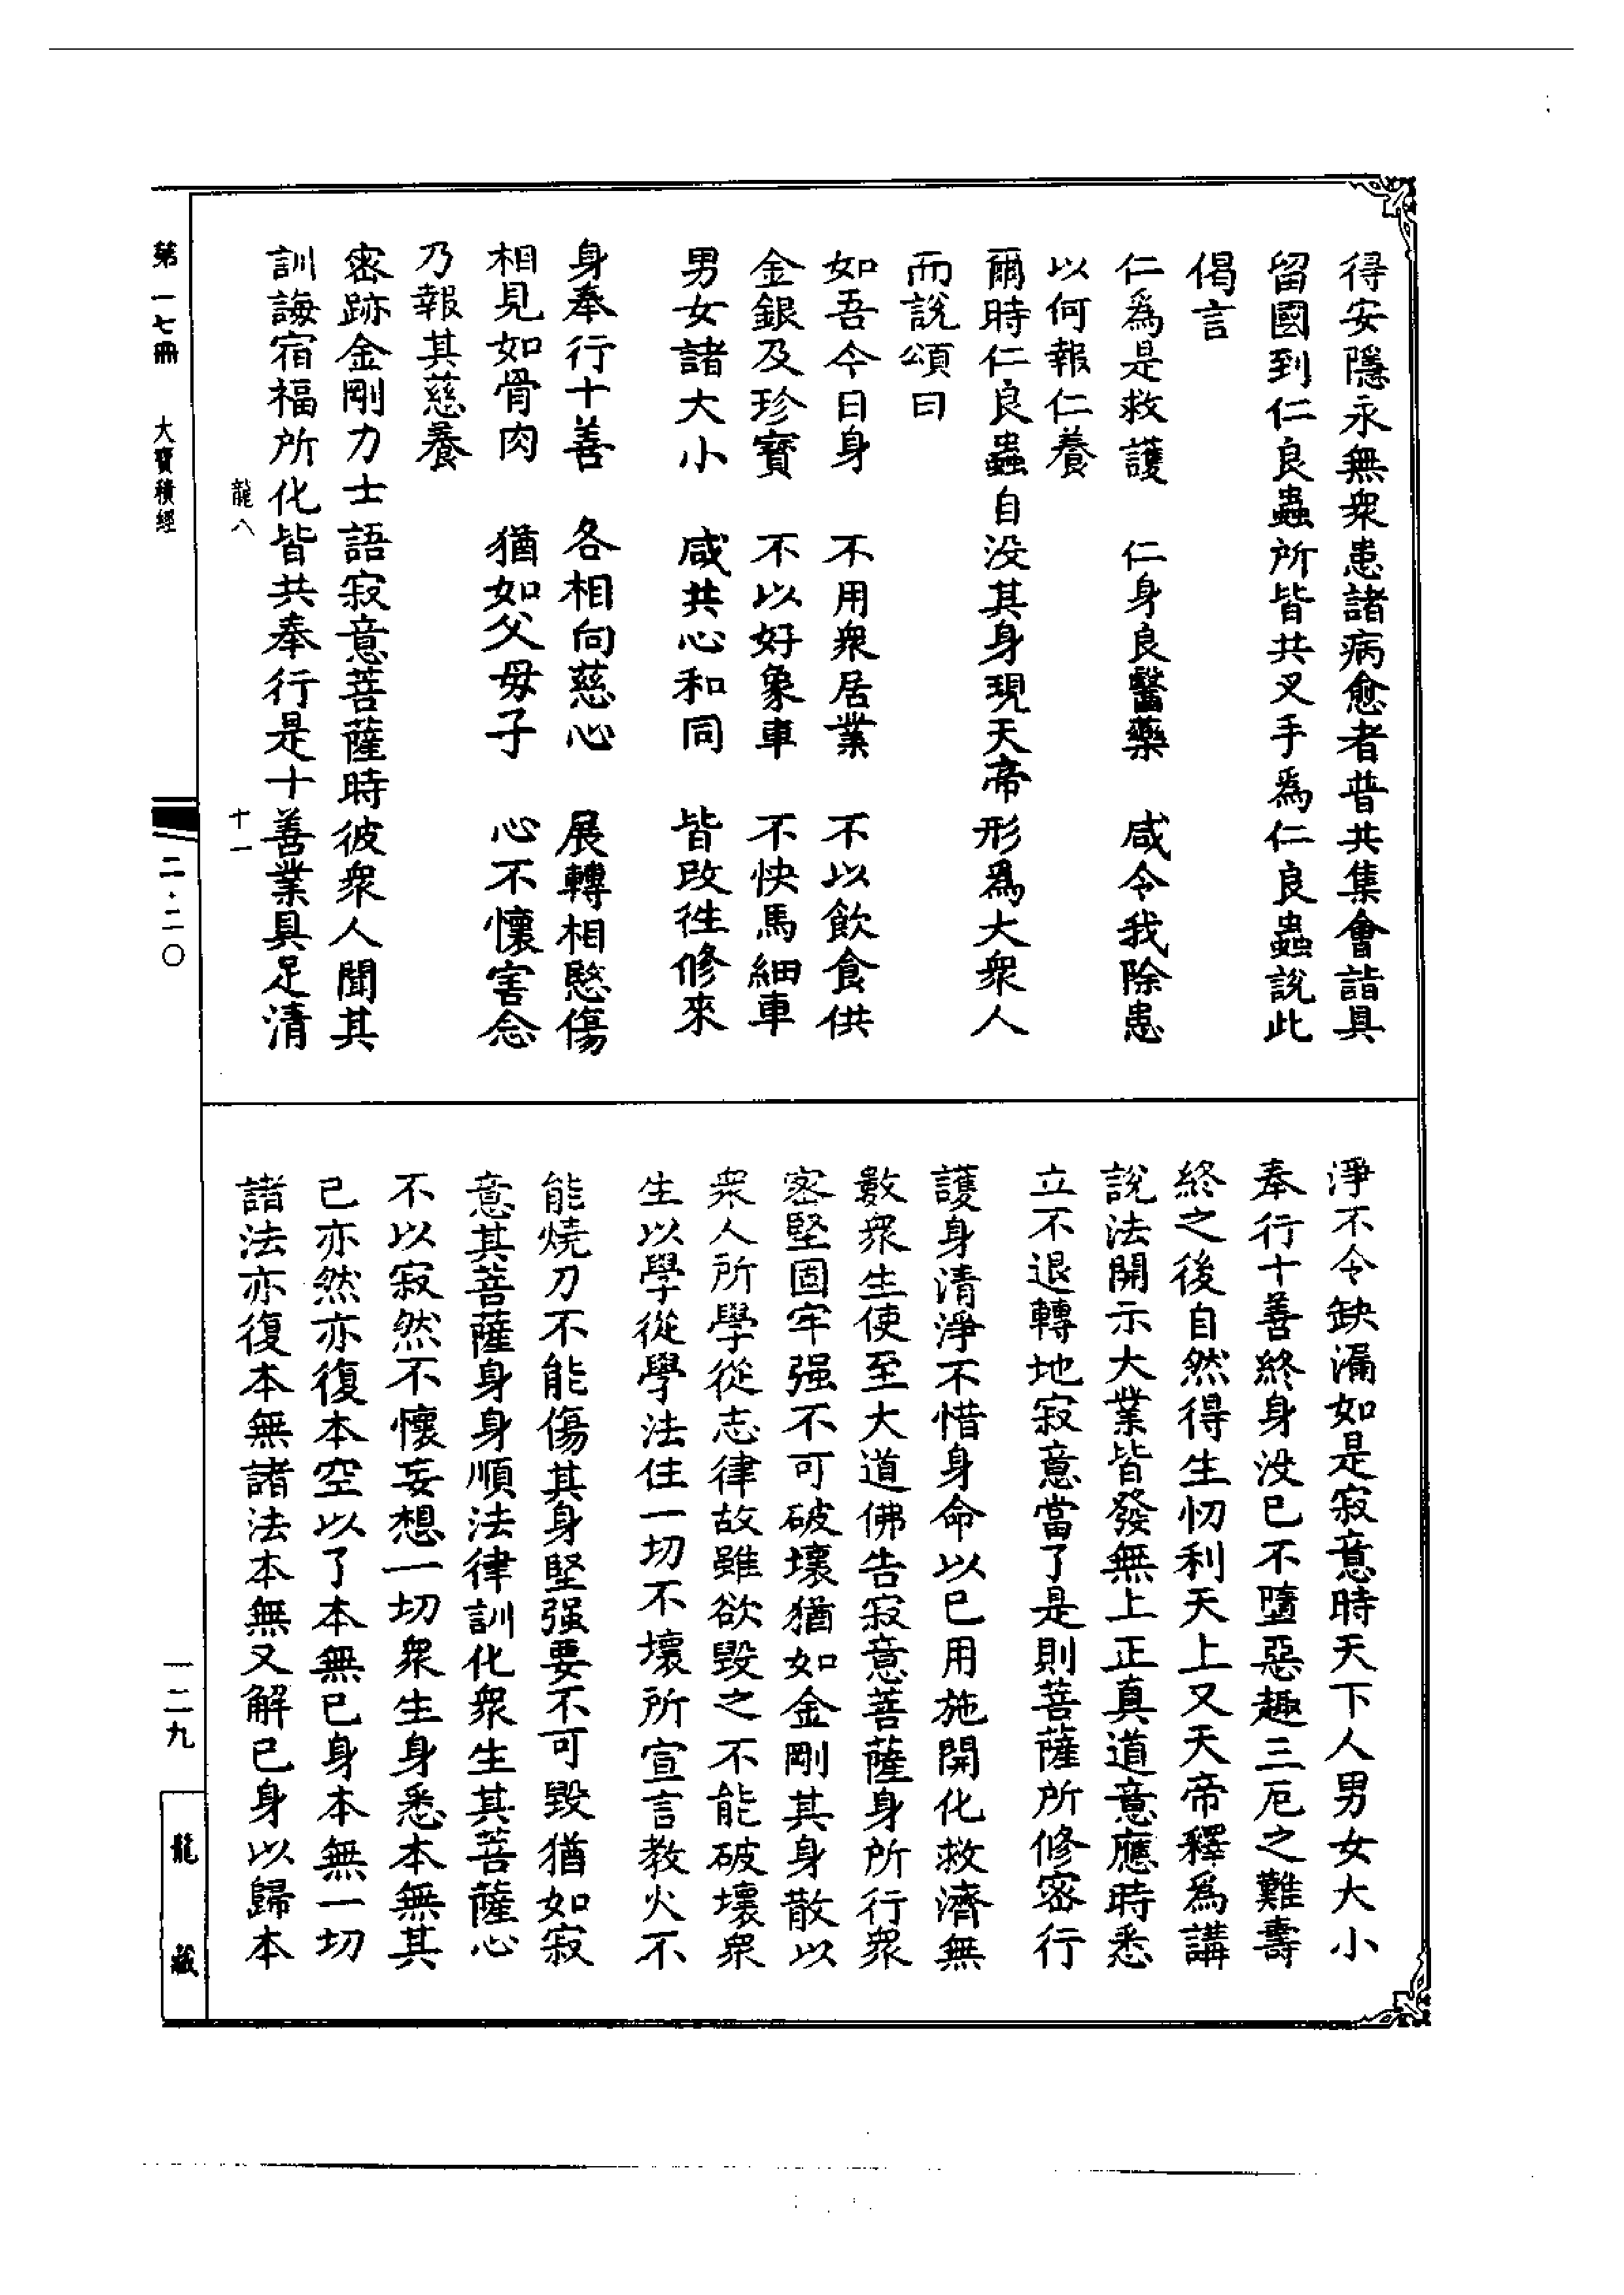 得安隱永無衆患諸病愈者普共集會詣具
留國到仁良蟲所皆共叉手爲仁良蟲説此
偈言
仁爲是救護　仁身良醫藥　咸令我除患
以何報仁養
爾時仁良蟲自没其身現天帝形爲大衆人
而説頌曰
如吾今日身　不用衆居業　不以飲食供
金銀及珍寶　不以好象車　不快馬細車
男女諸大小　咸共心和同　皆改徃修來
身奉行十善　各相向慈心　展轉相愍傷
相見如骨肉　猶如父母子　心不懷害念
乃報其慈養
密跡金剛力士語寂意菩薩時彼衆人聞其
訓誨宿福所化皆共奉行是十善業具足清
龍八　十一
淨不令缺漏如是寂意時天下人男女大小
奉行十善終身没已不墮惡趣三厄之難壽
終之後自然得生忉利天上又天帝釋爲講
説法開示大業皆發無上正真道意應時悉
立不退轉地寂意當了是則菩薩所修密行
護身清淨不惜身命以已用施開化救濟無
數衆生使至大道佛告寂意菩薩身所行衆
密堅固牢强不可破壞猶如金剛其身散以
衆人所學從志律故雖欲毀之不能破壞衆
生以學從學法住一切不壞所宣言教火不
能燒刀不能傷其身堅强要不可毀猶如寂
意其菩薩身身順法律訓化衆生其菩薩心
不以寂然不懷妄想一切衆生身悉本無其
已亦然亦復本空以了本無已身本無一切
諸法亦復本無諸法本無又解已身以歸本
第一七冊　大寶積經　二·二〇　一二九　龍藏